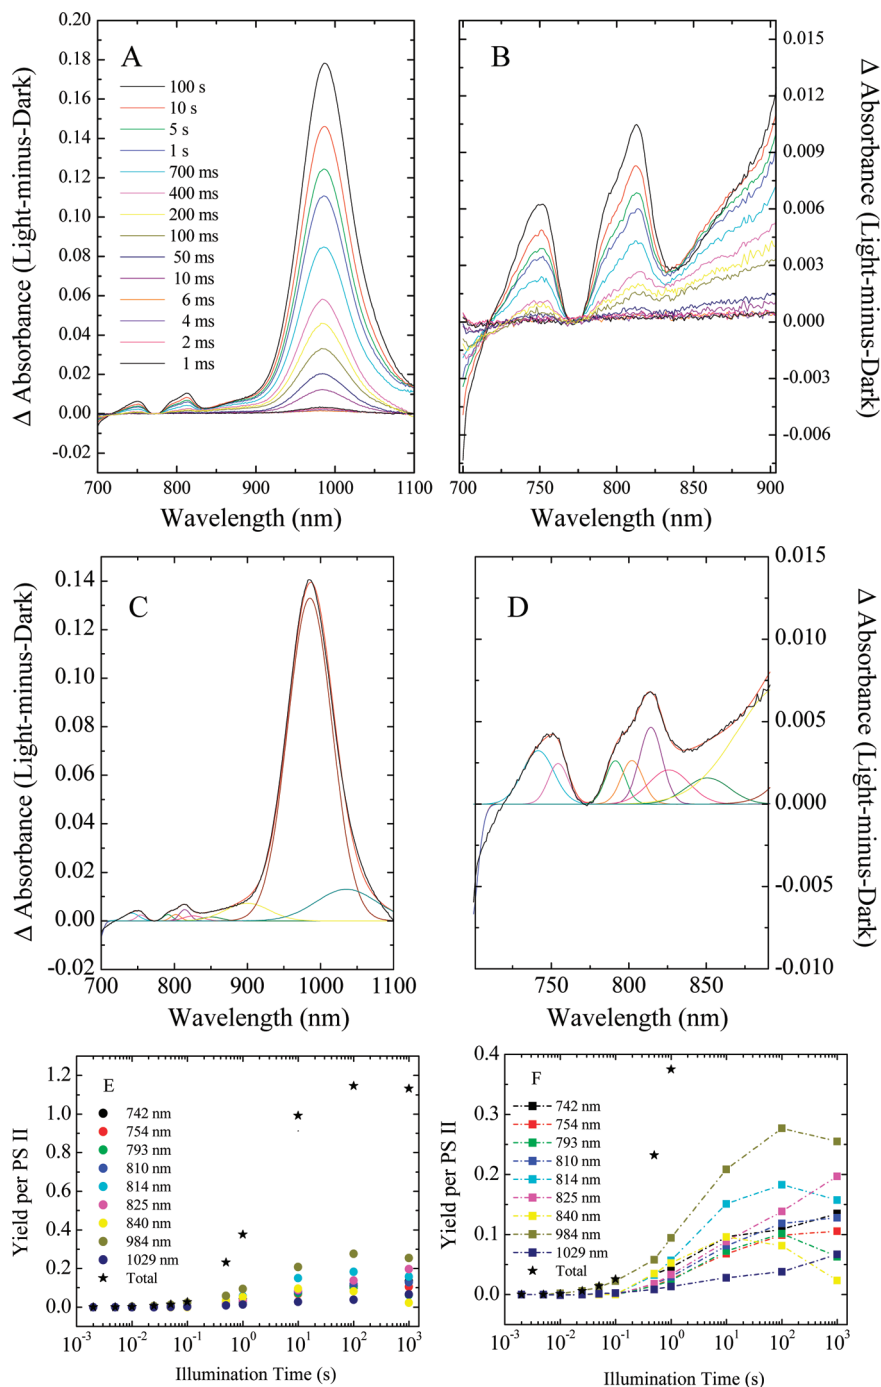 A
0.20
0.18
0.16
0.14
0.12
0.10
0.08
0.06
0.04
0.02
0.00
-0.02
Δ Absorbance (Light-minus-Dark)
100 s
10 s
5 s
1 s
700 ms
400 ms
200 ms
100 ms
50 ms
10 ms
6 ms
4 ms
2 ms
1 ms
700 800 900 1000 1100
Wavelength (nm)
B
0.015
0.012
0.009
0.006
0.003
0.000
-0.003
-0.006
Δ Absorbance (Light-minus-Dark)
700 750 800 850 900
Wavelength (nm)
C
0.14
0.12
0.10
0.08
0.06
0.04
0.02
0.00
-0.02
Δ Absorbance (Light-minus-Dark)
700 800 900 1000 1100
Wavelength (nm)
D
0.015
0.010
0.005
0.000
-0.005
-0.010
Δ Absorbance (Light-minus-Dark)
750 800 850
Wavelength (nm)
E
1.2
1.0
0.8
0.6
0.4
0.2
0.0
Yield per PS II
742 nm
754 nm
793 nm
810 nm
814 nm
825 nm
840 nm
984 nm
1029 nm
Total
10⁻³ 10⁻² 10⁻¹ 10⁰ 10¹ 10² 10³
Illumination Time (s)
F
0.4
0.3
0.2
0.1
0.0
Yield per PS II
742 nm
754 nm
793 nm
810 nm
814 nm
825 nm
840 nm
984 nm
1029 nm
Total
10⁻³ 10⁻² 10⁻¹ 10⁰ 10¹ 10² 10³
Illumination Time (s)